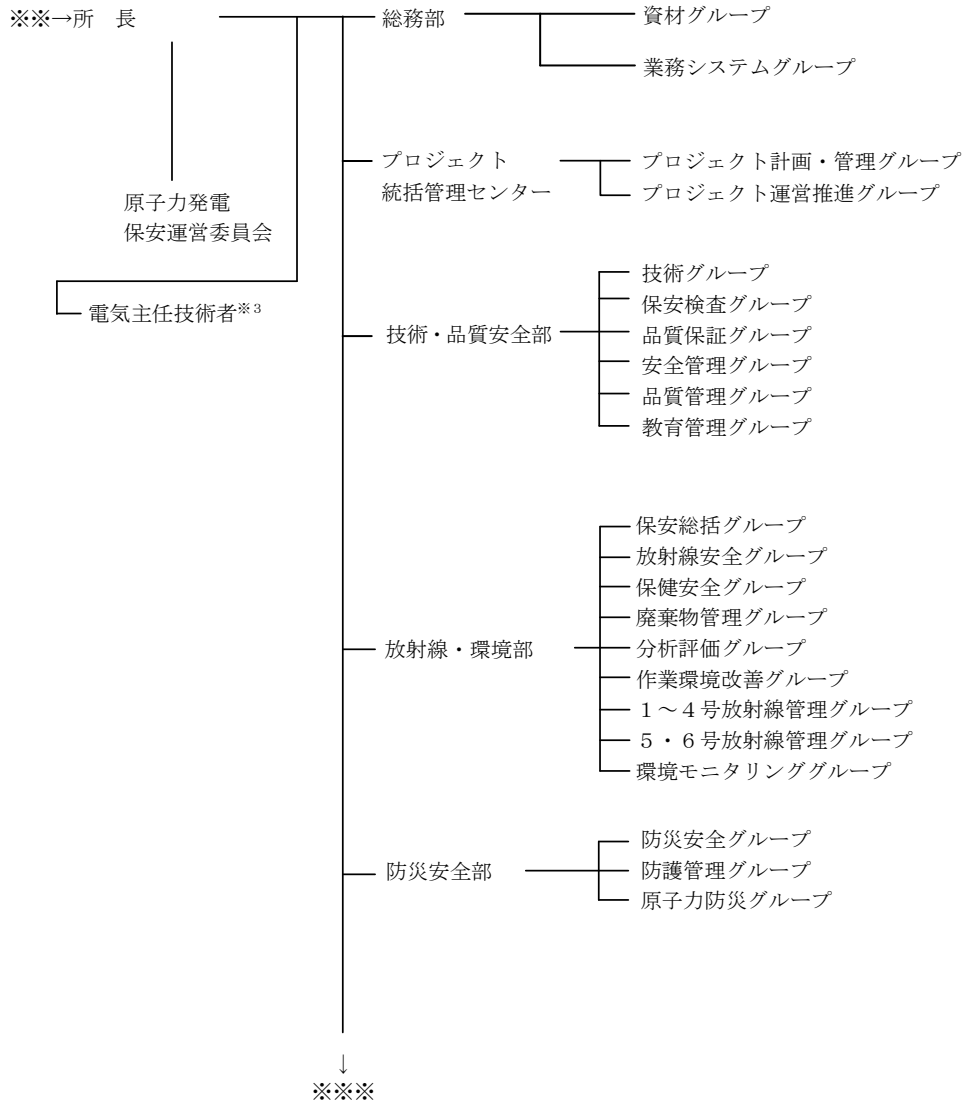 ※※→所 長
総務部
資材グループ
業務システムグループ
原子力発電
保安運営委員会
電気主任技術者※3
プロジェクト
統括管理センター
プロジェクト計画・管理グループ
プロジェクト運営推進グループ
技術・品質安全部
技術グループ
保安検査グループ
品質保証グループ
安全管理グループ
品質管理グループ
教育管理グループ
放射線・環境部
保安総括グループ
放射線安全グループ
保健安全グループ
廃棄物管理グループ
分析評価グループ
作業環境改善グループ
1～4号放射線管理グループ
5・6号放射線管理グループ
環境モニタリンググループ
防災安全部
防災安全グループ
防護管理グループ
原子力防災グループ
↓
※※※